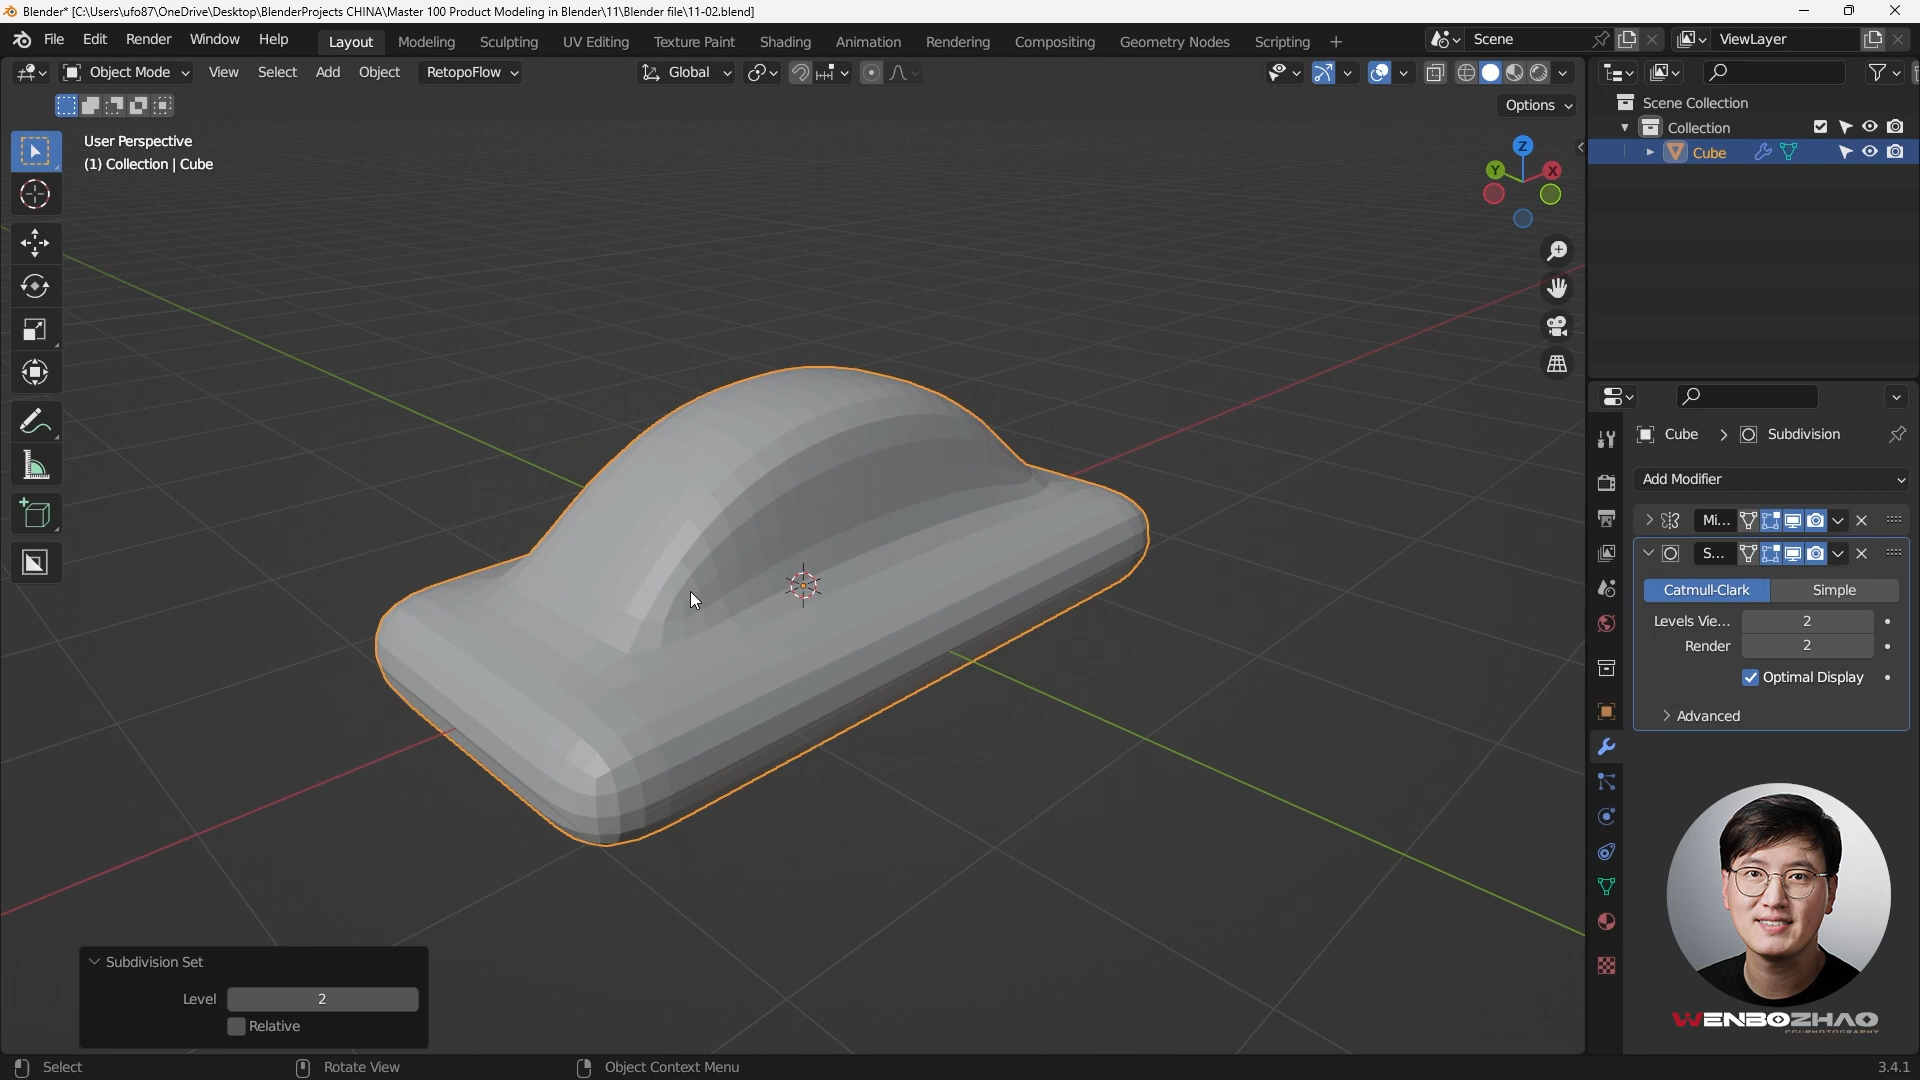 Blender* [C:\Users\ufo87\OneDrive\Desktop\BlenderProjects CHINA\Master 100 Product Modeling in Blender\11\Blender file\11-02.blend]
File Edit Render Window Help Layout Modeling Sculpting UV Editing Texture Paint Shading Animation Rendering Compositing Geometry Nodes Scripting + Scene ViewLayer
Object Mode View Select Add Object RetopoFlow Global
Options
User Perspective
(1) Collection | Cube
Z
Y X
Scene Collection
Collection
Cube
Cube > Subdivision
Add Modifier
Mi...
S...
Catmull-Clark Simple
Levels Vie... 2
Render 2
Optimal Display
Advanced
Subdivision Set
Level 2
Relative
WENBOZHAO
Select Rotate View Object Context Menu 3.4.1